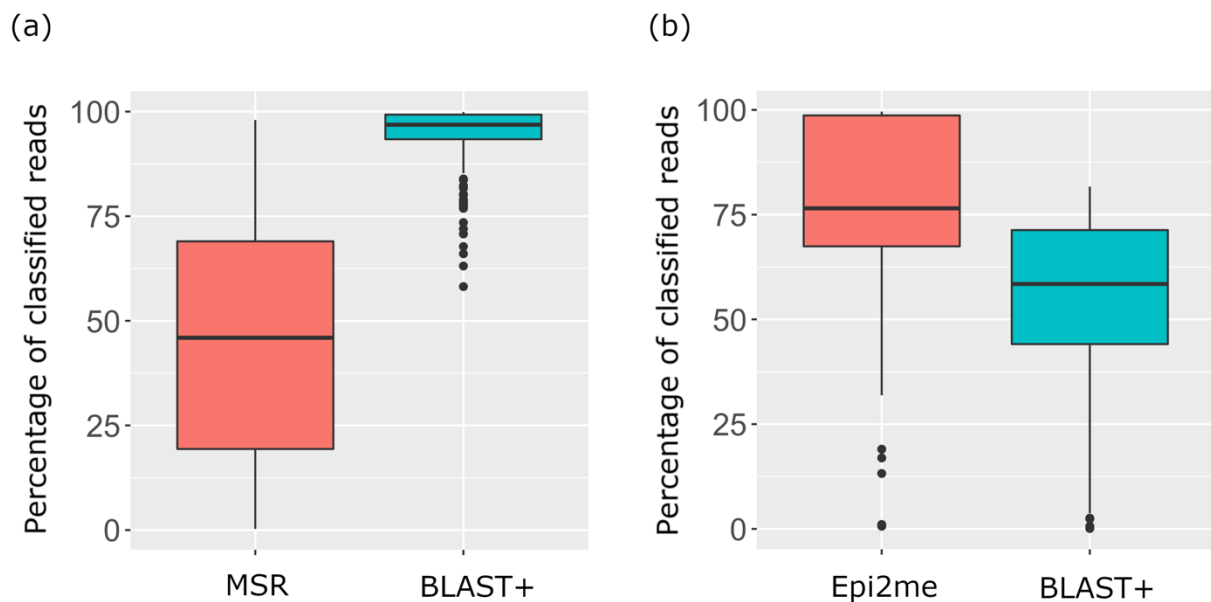 (a)
Percentage of classified reads
100
75
50
25
0
MSR BLAST+
(b)
Percentage of classified reads
100
75
50
25
0
Epi2me BLAST+